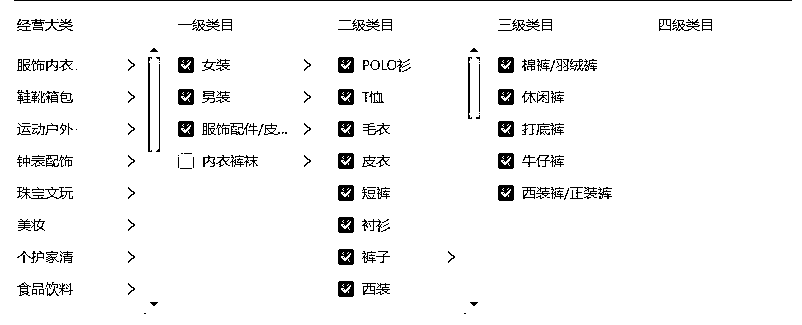 经营大类 一级类目 二级类目 三级类目 四级类目
服饰内衣 女装 POLO衫 棉裤/羽绒裤
鞋靴箱包 男装 T恤 休闲裤
运动户外 服饰配件/皮... 毛衣 打底裤
钟表配饰 内衣裤袜 皮衣 牛仔裤
珠宝文玩 短裤 西装裤/正装裤
美妆 衬衫
个护家清 裤子
食品饮料 西装